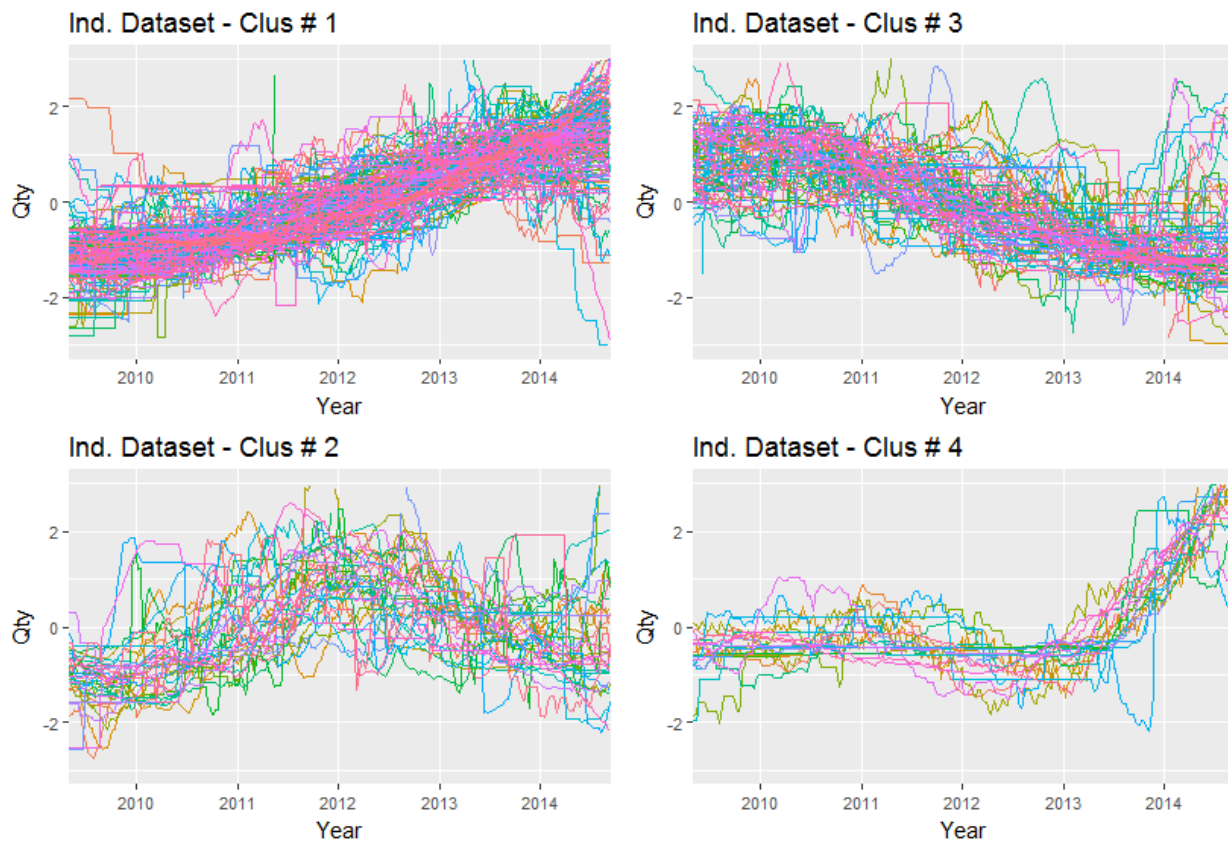 Ind. Dataset - Clus # 1
2
0
-2
2010 2011 2012 2013 2014
Year
Qty
Ind. Dataset - Clus # 3
2
0
-2
2010 2011 2012 2013 2014
Year
Qty
Ind. Dataset - Clus # 2
2
0
-2
2010 2011 2012 2013 2014
Year
Qty
Ind. Dataset - Clus # 4
2
0
-2
2010 2011 2012 2013 2014
Year
Qty